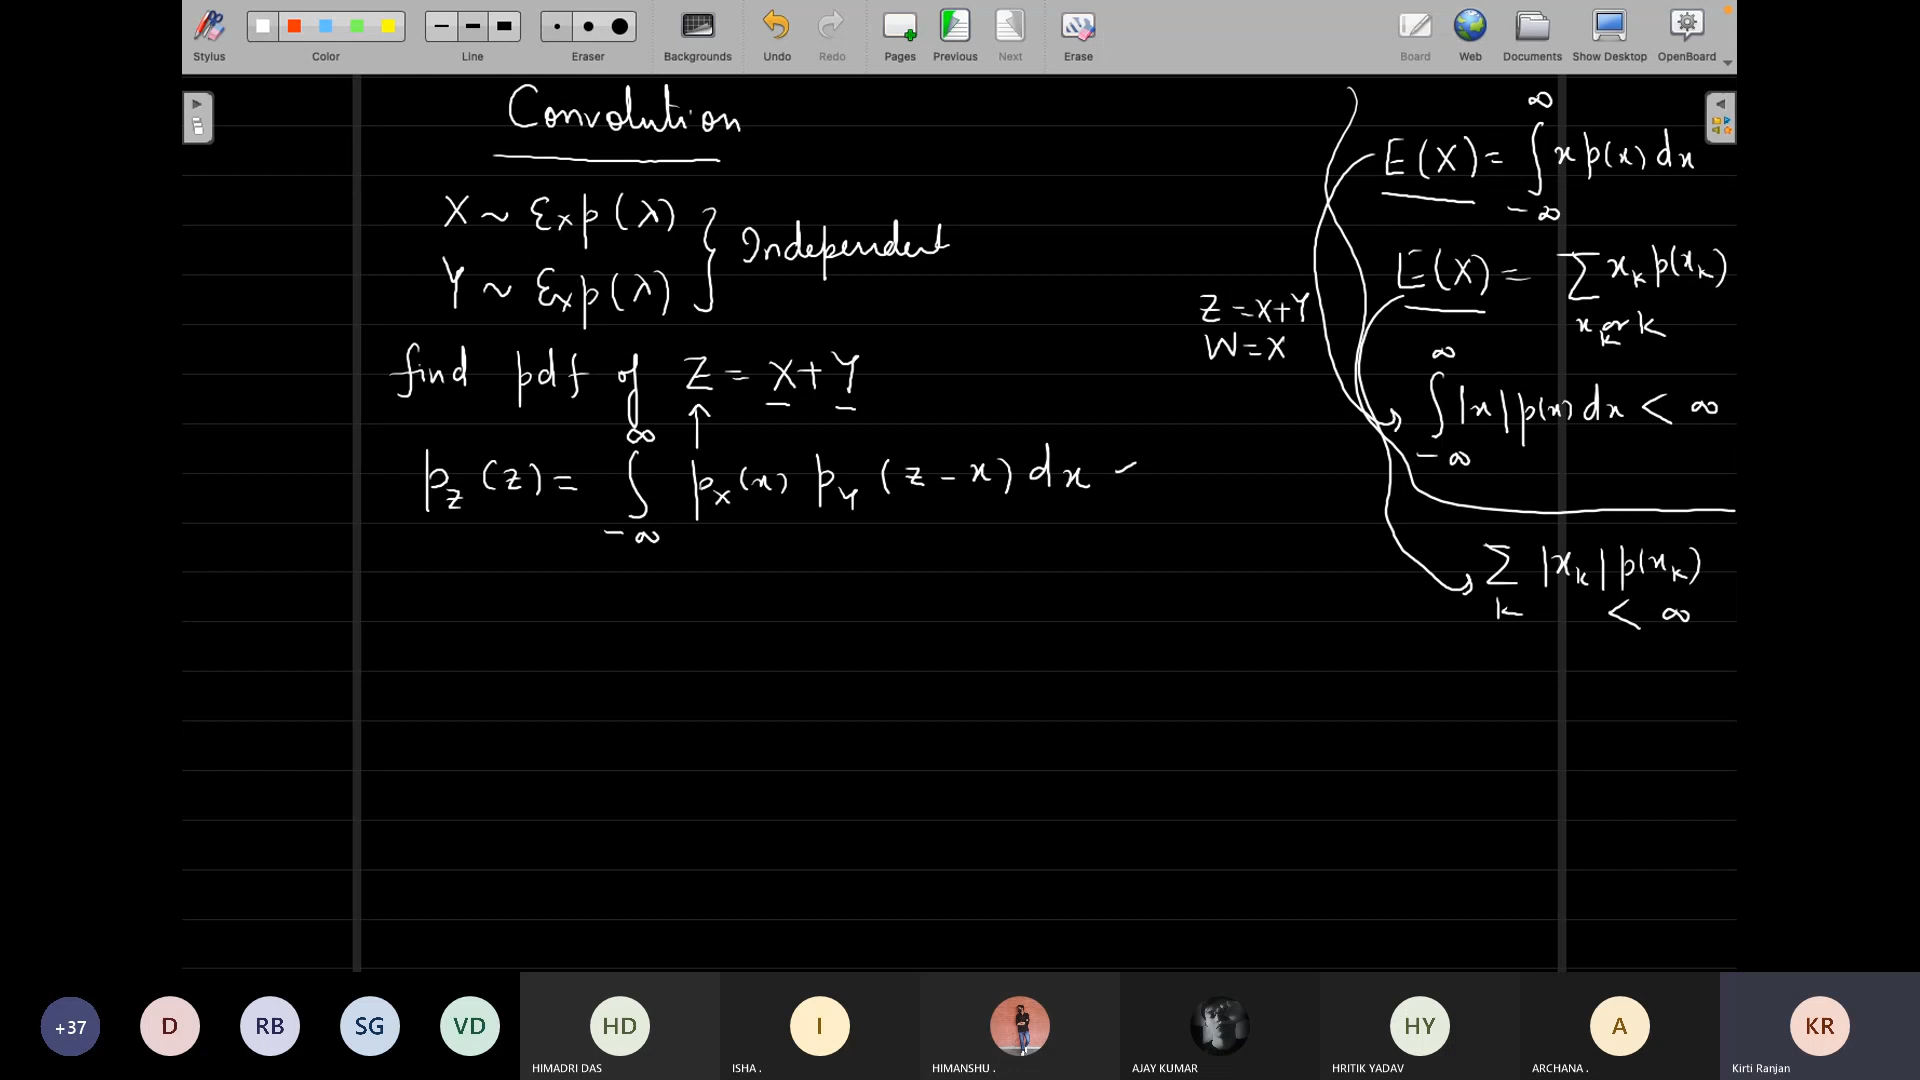 Stylus Color Line Eraser Backgrounds Undo Redo Pages Previous Next Erase Board Web Documents Show Desktop OpenBoard
Convolution
X ~ Exp (λ)
Y ~ Exp (λ)
} Independent
find pdf of Z = X + Y
p_Z (z) = ∫_{-∞}^{∞} p_X (x) p_Y (z - x) dx
Z = X+Y
W = X
E (X) = ∫_{-∞}^{∞} x p(x) dx
E (X) = Σ x_k p(x_k)
x_k or k
∫_{-∞}^{∞} |x| p(x) dx < ∞
Σ_k |x_k| p(x_k)
< ∞
+37 D RB SG VD HD I HY A KR
HIMADRI DAS ISHA . HIMANSHU . AJAY KUMAR HRITIK YADAV ARCHANA . Kirti Ranjan